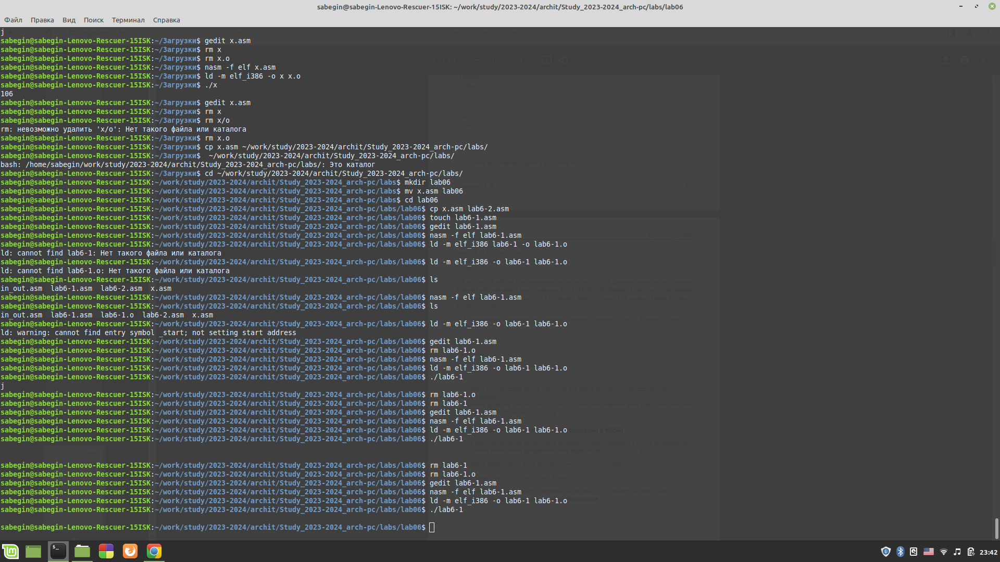 sabegin@sabegin-Lenovo-Rescuer-15ISK: ~/work/study/2023-2024/archit/Study_2023-2024_arch-pc/labs/lab06
Файл Правка Вид Поиск Терминал Справка
j
sabegin@sabegin-Lenovo-Rescuer-15ISK:~/Загрузки$ gedit x.asm
sabegin@sabegin-Lenovo-Rescuer-15ISK:~/Загрузки$ rm x
sabegin@sabegin-Lenovo-Rescuer-15ISK:~/Загрузки$ rm x.o
sabegin@sabegin-Lenovo-Rescuer-15ISK:~/Загрузки$ nasm -f elf x.asm
sabegin@sabegin-Lenovo-Rescuer-15ISK:~/Загрузки$ ld -m elf_i386 -o x x.o
sabegin@sabegin-Lenovo-Rescuer-15ISK:~/Загрузки$ ./x
106
sabegin@sabegin-Lenovo-Rescuer-15ISK:~/Загрузки$ gedit x.asm
sabegin@sabegin-Lenovo-Rescuer-15ISK:~/Загрузки$ rm x
sabegin@sabegin-Lenovo-Rescuer-15ISK:~/Загрузки$ rm x/o
rm: невозможно удалить 'x/o': Нет такого файла или каталога
sabegin@sabegin-Lenovo-Rescuer-15ISK:~/Загрузки$ rm x.o
sabegin@sabegin-Lenovo-Rescuer-15ISK:~/Загрузки$ cp x.asm ~/work/study/2023-2024/archit/Study_2023-2024_arch-pc/labs/
sabegin@sabegin-Lenovo-Rescuer-15ISK:~/Загрузки$  ~/work/study/2023-2024/archit/Study_2023-2024_arch-pc/labs/
bash: /home/sabegin/work/study/2023-2024/archit/Study_2023-2024_arch-pc/labs/: Это каталог
sabegin@sabegin-Lenovo-Rescuer-15ISK:~/Загрузки$ cd ~/work/study/2023-2024/archit/Study_2023-2024_arch-pc/labs/
sabegin@sabegin-Lenovo-Rescuer-15ISK:~/work/study/2023-2024/archit/Study_2023-2024_arch-pc/labs$ mkdir lab06
sabegin@sabegin-Lenovo-Rescuer-15ISK:~/work/study/2023-2024/archit/Study_2023-2024_arch-pc/labs$ mv x.asm lab06
sabegin@sabegin-Lenovo-Rescuer-15ISK:~/work/study/2023-2024/archit/Study_2023-2024_arch-pc/labs$ cd lab06
sabegin@sabegin-Lenovo-Rescuer-15ISK:~/work/study/2023-2024/archit/Study_2023-2024_arch-pc/labs/lab06$ cp x.asm lab6-2.asm
sabegin@sabegin-Lenovo-Rescuer-15ISK:~/work/study/2023-2024/archit/Study_2023-2024_arch-pc/labs/lab06$ touch lab6-1.asm
sabegin@sabegin-Lenovo-Rescuer-15ISK:~/work/study/2023-2024/archit/Study_2023-2024_arch-pc/labs/lab06$ gedit lab6-1.asm
sabegin@sabegin-Lenovo-Rescuer-15ISK:~/work/study/2023-2024/archit/Study_2023-2024_arch-pc/labs/lab06$ nasm -f elf lab6-1.asm
sabegin@sabegin-Lenovo-Rescuer-15ISK:~/work/study/2023-2024/archit/Study_2023-2024_arch-pc/labs/lab06$ ld -m elf_i386 lab6-1 -o lab6-1.o
ld: cannot find lab6-1: Нет такого файла или каталога
sabegin@sabegin-Lenovo-Rescuer-15ISK:~/work/study/2023-2024/archit/Study_2023-2024_arch-pc/labs/lab06$ ld -m elf_i386 -o lab6-1 lab6-1.o
ld: cannot find lab6-1.o: Нет такого файла или каталога
sabegin@sabegin-Lenovo-Rescuer-15ISK:~/work/study/2023-2024/archit/Study_2023-2024_arch-pc/labs/lab06$ ls
in_out.asm  lab6-1.asm  lab6-2.asm  x.asm
sabegin@sabegin-Lenovo-Rescuer-15ISK:~/work/study/2023-2024/archit/Study_2023-2024_arch-pc/labs/lab06$ nasm -f elf lab6-1.asm
sabegin@sabegin-Lenovo-Rescuer-15ISK:~/work/study/2023-2024/archit/Study_2023-2024_arch-pc/labs/lab06$ ls
in_out.asm  lab6-1.asm  lab6-1.o  lab6-2.asm  x.asm
sabegin@sabegin-Lenovo-Rescuer-15ISK:~/work/study/2023-2024/archit/Study_2023-2024_arch-pc/labs/lab06$ ld -m elf_i386 -o lab6-1 lab6-1.o
ld: warning: cannot find entry symbol _start; not setting start address
sabegin@sabegin-Lenovo-Rescuer-15ISK:~/work/study/2023-2024/archit/Study_2023-2024_arch-pc/labs/lab06$ gedit lab6-1.asm
sabegin@sabegin-Lenovo-Rescuer-15ISK:~/work/study/2023-2024/archit/Study_2023-2024_arch-pc/labs/lab06$ rm lab6-1.o
sabegin@sabegin-Lenovo-Rescuer-15ISK:~/work/study/2023-2024/archit/Study_2023-2024_arch-pc/labs/lab06$ nasm -f elf lab6-1.asm
sabegin@sabegin-Lenovo-Rescuer-15ISK:~/work/study/2023-2024/archit/Study_2023-2024_arch-pc/labs/lab06$ ld -m elf_i386 -o lab6-1 lab6-1.o
sabegin@sabegin-Lenovo-Rescuer-15ISK:~/work/study/2023-2024/archit/Study_2023-2024_arch-pc/labs/lab06$ ./lab6-1
j
sabegin@sabegin-Lenovo-Rescuer-15ISK:~/work/study/2023-2024/archit/Study_2023-2024_arch-pc/labs/lab06$ rm lab6-1.o
sabegin@sabegin-Lenovo-Rescuer-15ISK:~/work/study/2023-2024/archit/Study_2023-2024_arch-pc/labs/lab06$ rm lab6-1
sabegin@sabegin-Lenovo-Rescuer-15ISK:~/work/study/2023-2024/archit/Study_2023-2024_arch-pc/labs/lab06$ gedit lab6-1.asm
sabegin@sabegin-Lenovo-Rescuer-15ISK:~/work/study/2023-2024/archit/Study_2023-2024_arch-pc/labs/lab06$ nasm -f elf lab6-1.asm
sabegin@sabegin-Lenovo-Rescuer-15ISK:~/work/study/2023-2024/archit/Study_2023-2024_arch-pc/labs/lab06$ ld -m elf_i386 -o lab6-1 lab6-1.o
sabegin@sabegin-Lenovo-Rescuer-15ISK:~/work/study/2023-2024/archit/Study_2023-2024_arch-pc/labs/lab06$ ./lab6-1
sabegin@sabegin-Lenovo-Rescuer-15ISK:~/work/study/2023-2024/archit/Study_2023-2024_arch-pc/labs/lab06$ rm lab6-1
sabegin@sabegin-Lenovo-Rescuer-15ISK:~/work/study/2023-2024/archit/Study_2023-2024_arch-pc/labs/lab06$ rm lab6-1.o
sabegin@sabegin-Lenovo-Rescuer-15ISK:~/work/study/2023-2024/archit/Study_2023-2024_arch-pc/labs/lab06$ gedit lab6-1.asm
sabegin@sabegin-Lenovo-Rescuer-15ISK:~/work/study/2023-2024/archit/Study_2023-2024_arch-pc/labs/lab06$ nasm -f elf lab6-1.asm
sabegin@sabegin-Lenovo-Rescuer-15ISK:~/work/study/2023-2024/archit/Study_2023-2024_arch-pc/labs/lab06$ ld -m elf_i386 -o lab6-1 lab6-1.o
sabegin@sabegin-Lenovo-Rescuer-15ISK:~/work/study/2023-2024/archit/Study_2023-2024_arch-pc/labs/lab06$ ./lab6-1
sabegin@sabegin-Lenovo-Rescuer-15ISK:~/work/study/2023-2024/archit/Study_2023-2024_arch-pc/labs/lab06$
23:42